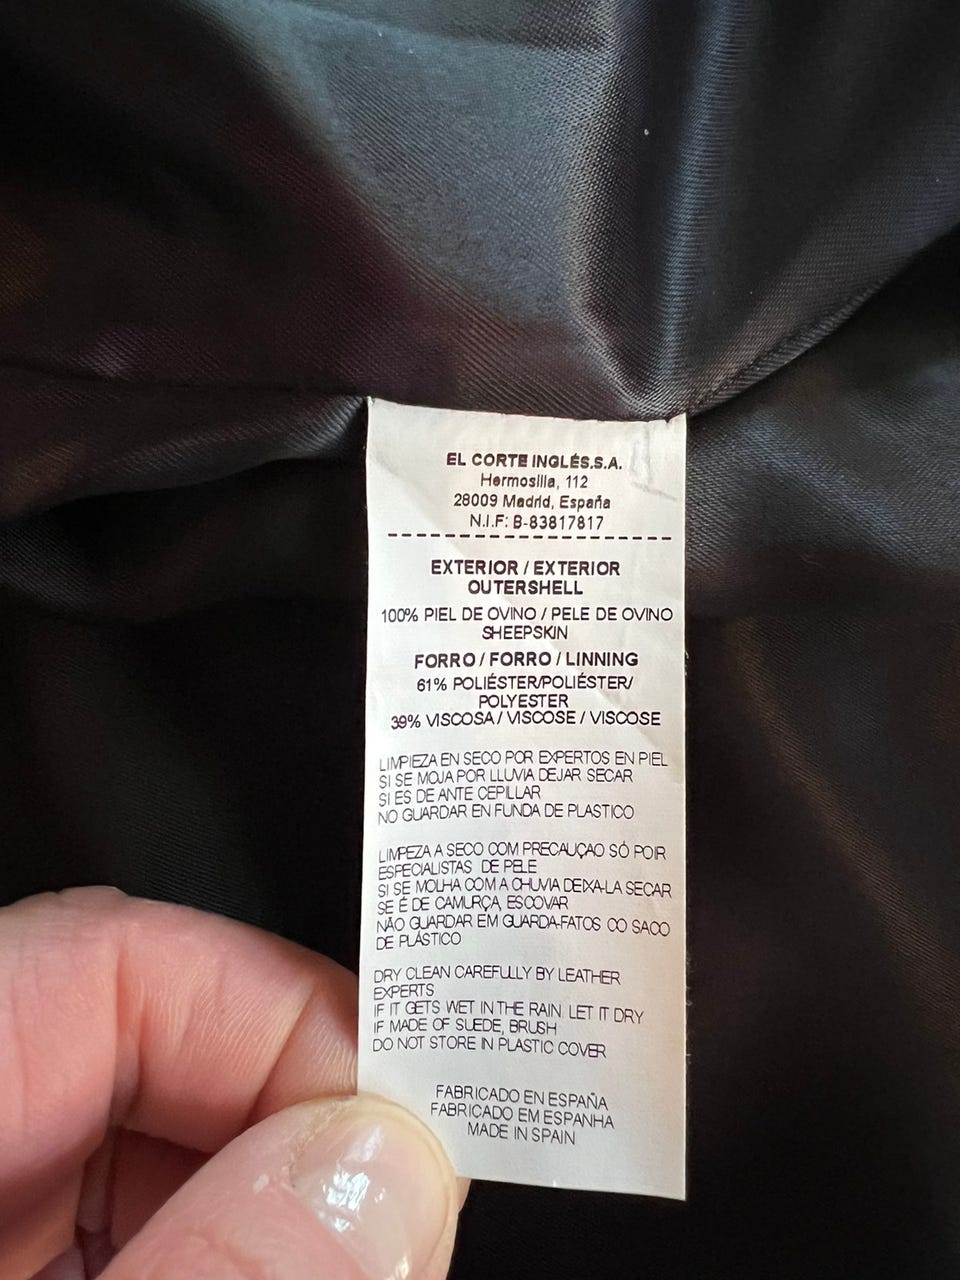 EL CORTE INGLÉS.S.A.
Hermosilla, 112
28009 Madrid, España
N.I.F: B-83817817
EXTERIOR / EXTERIOR
OUTERSHELL
100% PIEL DE OVINO / PELE DE OVINO
SHEEPSKIN
FORRO / FORRO / LINNING
61% POLIÉSTER/POLIÉSTER/
POLYESTER
39% VISCOSA / VISCOSE / VISCOSE
LIMPIEZA EN SECO POR EXPERTOS EN PIEL
SI SE MOJA POR LLUVIA DEJAR SECAR
SI ES DE ANTE CEPILLAR
NO GUARDAR EN FUNDA DE PLASTICO
LIMPEZA A SECO COM PRECAUÇAO SÓ POIR
ESPECIALISTAS DE PELE
SI SE MOLHA COM A CHUVIA DEIXA-LA SECAR
SE É DE CAMURÇA, ESCOVAR
NÃO GUARDAR EM GUARDA-FATOS OO SACO
DE PLÁSTICO
DRY CLEAN CAREFULLY BY LEATHER
EXPERTS
IF IT GETS WET IN THE RAIN. LET IT DRY
IF MADE OF SUEDE, BRUSH
DO NOT STORE IN PLASTIC COVER
FABRICADO EN ESPAÑA
FABRICADO EM ESPANHA
MADE IN SPAIN